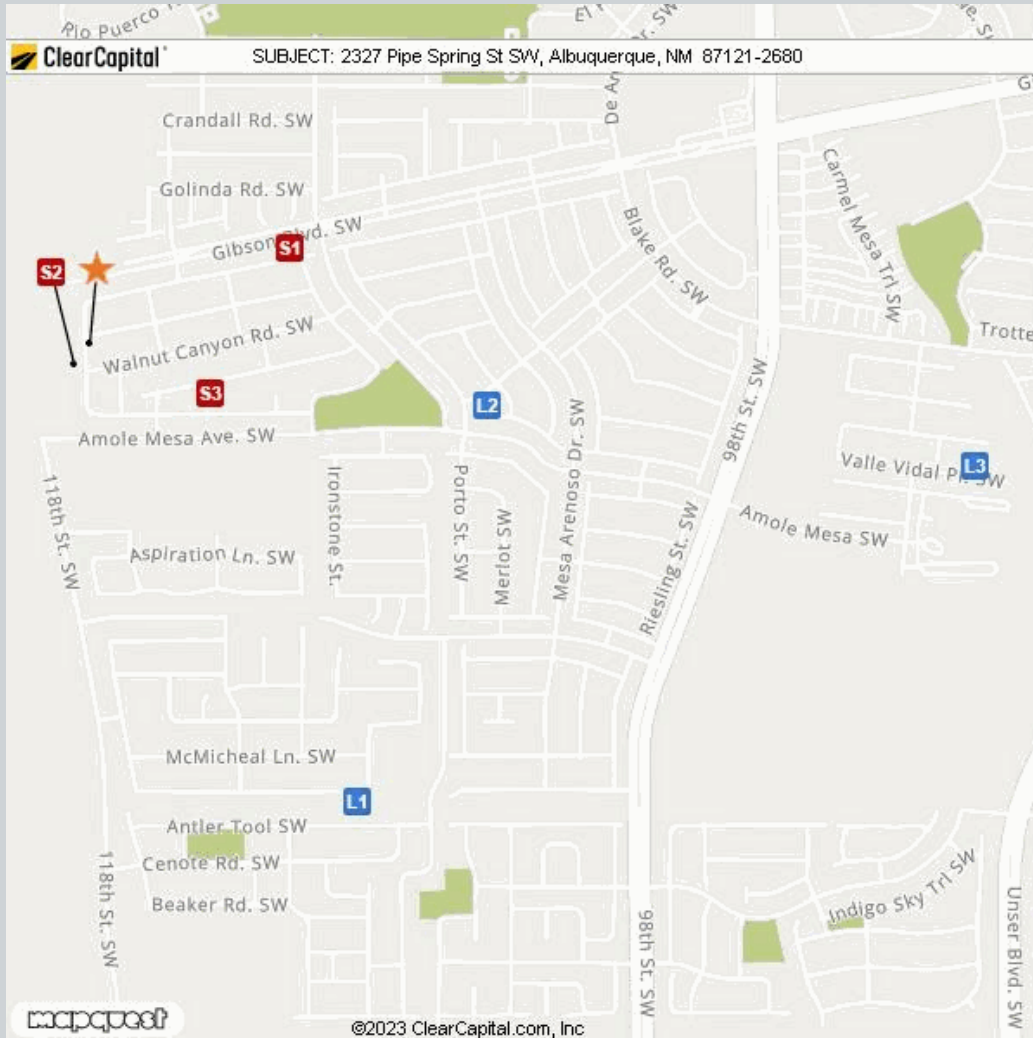 Rio Puerco
El
r. SW
ve. S
ClearCapital
SUBJECT: 2327 Pipe Spring St SW, Albuquerque, NM 87121-2680
G
De An
Crandall Rd. SW
Golinda Rd. SW
Carmel Mesa Trl SW
Blake Rd. SW
Gibson Blvd. SW
S1
S2
Trotte
Walnut Canyon Rd. SW
98th St. SW
S3
L2
Amole Mesa Ave. SW
Mesa Arenoso Dr. SW
Valle Vidal Pl. SW
L3
118th St. SW
Ironstone St.
Porto St. SW
Merlot SW
Riesling St. SW
Amole Mesa SW
Aspiration Ln. SW
McMicheal Ln. SW
L1
Antler Tool SW
Cenote Rd. SW
118th St. SW
Beaker Rd. SW
Indigo Sky Trl SW
98th St. SW
Unser Blvd. SW
mapquest
©2023 ClearCapital.com, Inc